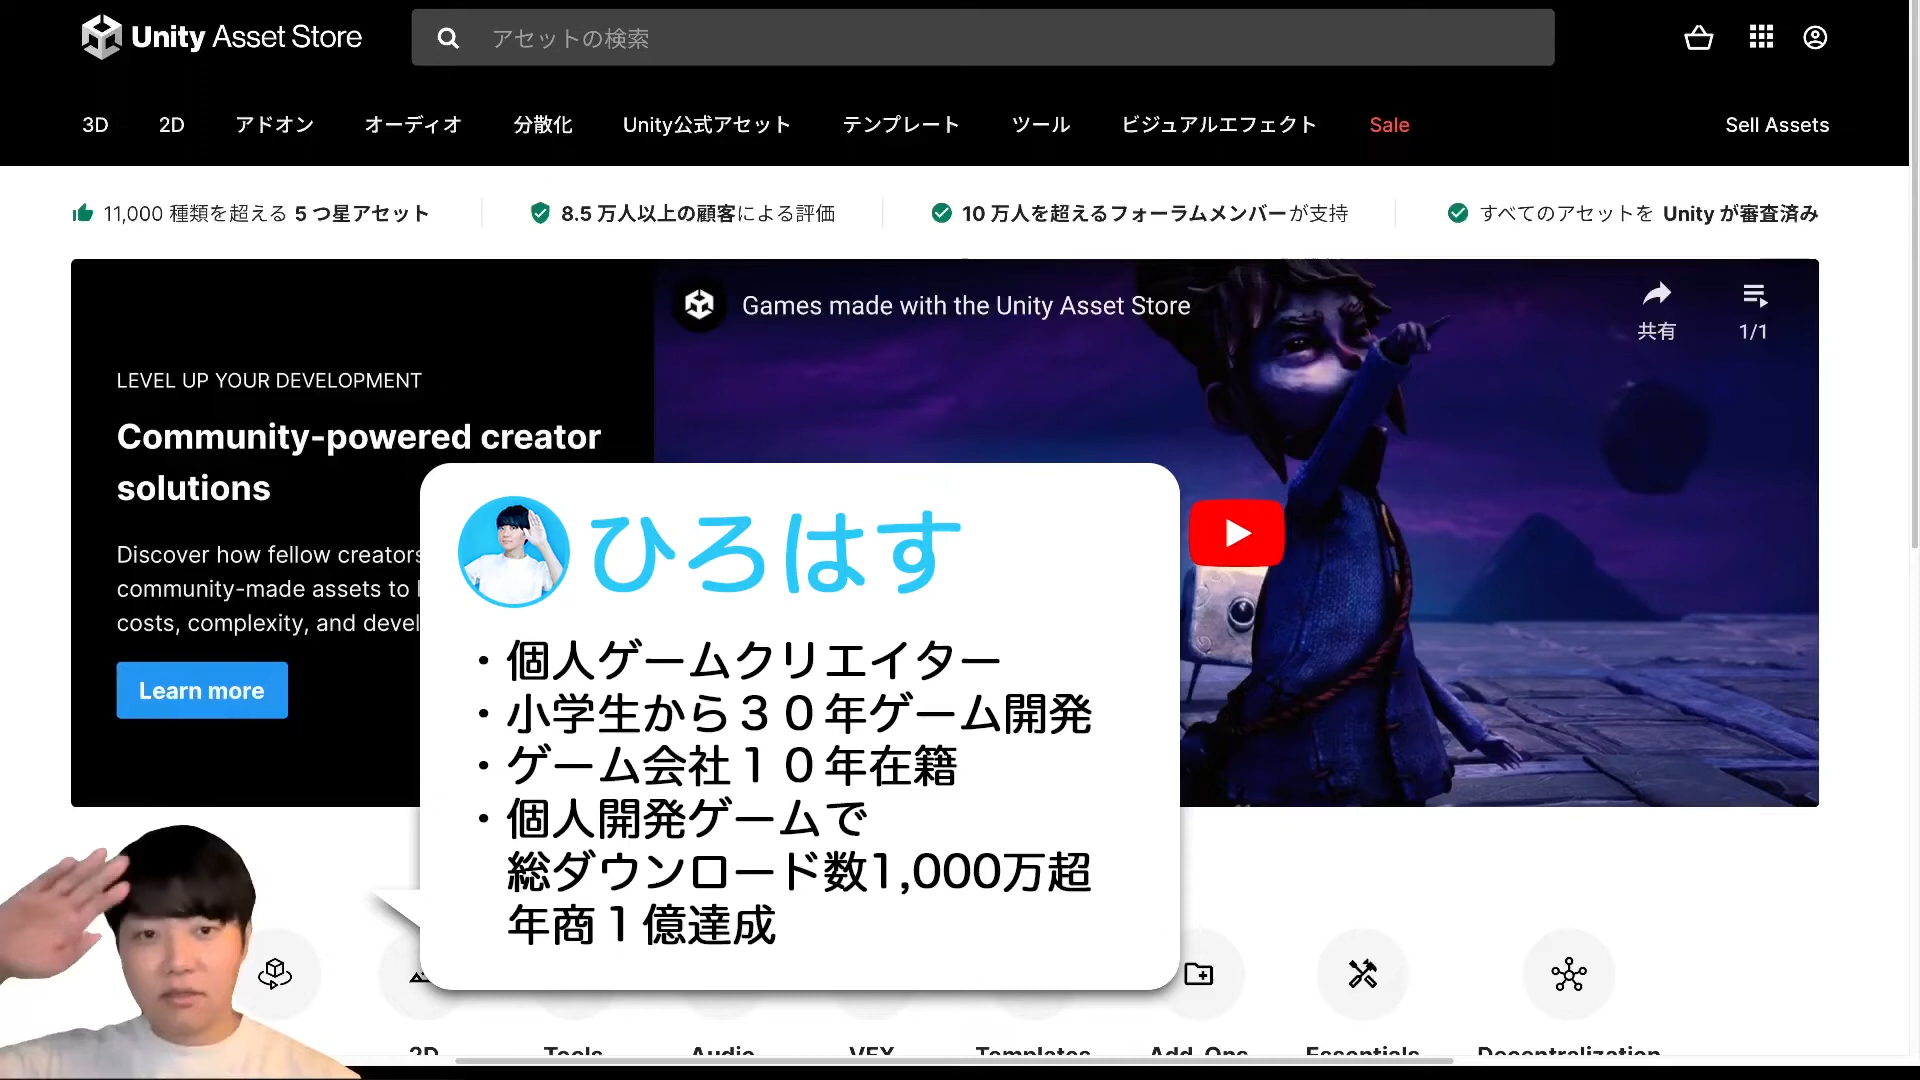 Unity Asset Store
アセットの検索
3D 2D アドオン オーディオ 分散化 Unity公式アセット テンプレート ツール ビジュアルエフェクト Sale Sell Assets
11,000 種類を超える 5 つ星アセット
8.5 万人以上の顧客による評価
10 万人を超えるフォーラムメンバーが支持
すべてのアセットを Unity が審査済み
Games made with the Unity Asset Store
共有
1/1
LEVEL UP YOUR DEVELOPMENT
Community-powered creator
solutions
Discover how fellow creators
community-made assets to
costs, complexity, and
Learn more
ひろはす
・個人ゲームクリエイター
・小学生から３０年ゲーム開発
・ゲーム会社１０年在籍
・個人開発ゲームで
総ダウンロード数1,000万超
年商１億達成
2D Tools Audio VFX Templates Add-Ons Essentials Decentralization